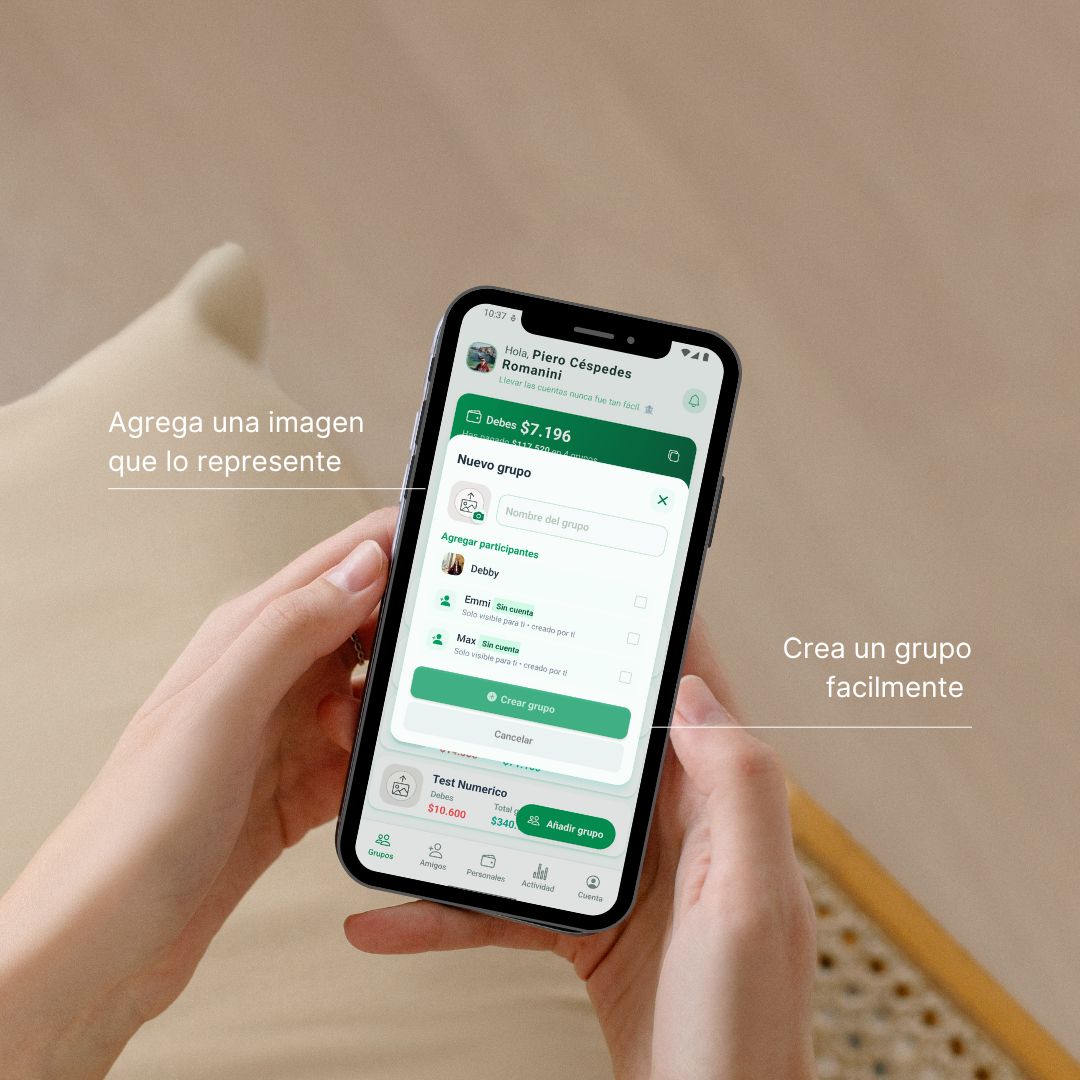 10:37
Hola, Piero Céspedes
Romanini
Llevar las cuentas nunca fue tan fácil.
Debes $7.196
Has pagado $117.520 en 4 grupos
Agrega una imagen
que lo represente
Nuevo grupo
Nombre del grupo
Agregar participantes
Debby
Emmi Sin cuenta
Solo visible para ti • creado por ti
Max Sin cuenta
Solo visible para ti • creado por ti
Crea un grupo
facilmente
Crear grupo
Cancelar
Test Numerico
Debes
Total
$10.600
$340.
Añadir grupo
Grupos
Amigos
Personales
Actividad
Cuenta